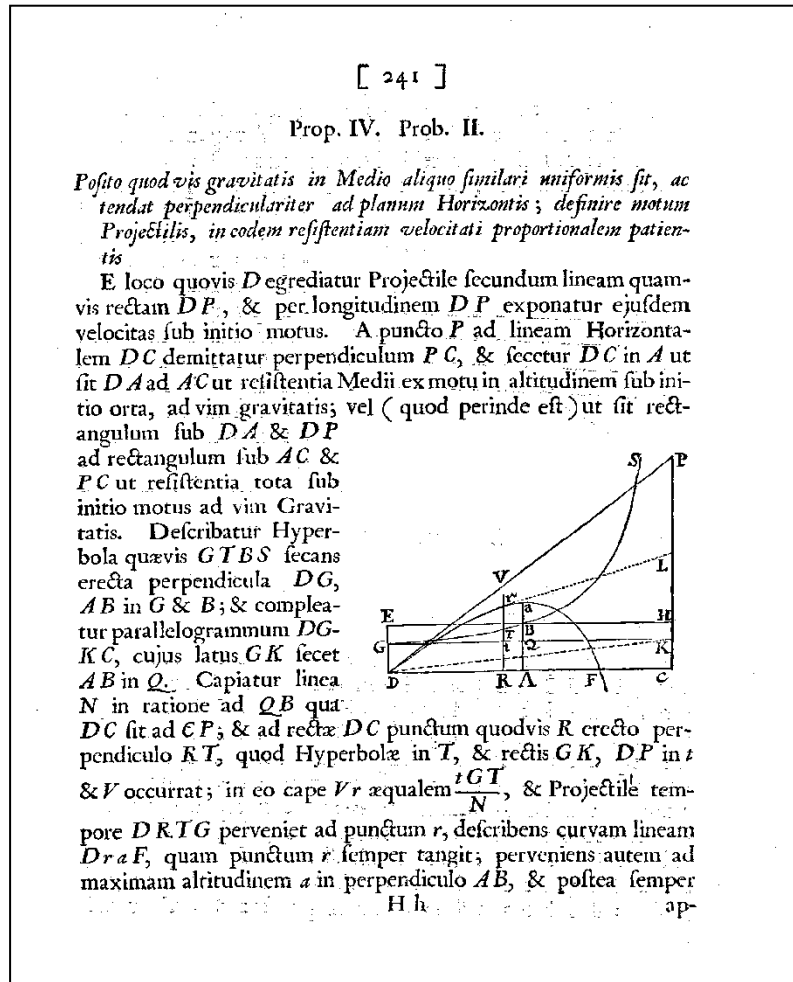 [ 241 ]
Prop. IV. Prob. II.
Poſito quod vis gravitatis in Medio aliquo ſimilari uniformis ſit, ac
tendat perpendiculariter ad planum Horizontis; definire motum
Projectilis, in eodem reſiſtentiam velocitati proportionalem patien-
tis
E loco quovis D egrediatur Projectile ſecundum lineam quam-
vis rectam DP, & per longitudinem DP exponatur ejuſdem
velocitas ſub initio motus. A puncto P ad lineam Horizonta-
lem DC demittatur perpendiculum PC, & ſecetur DC in A ut
ſit DA ad AC ut reſiſtentia Medii ex motu in altitudinem ſub ini-
tio orta, ad vim gravitatis; vel ( quod perinde eſt ) ut ſit rect-
angulum ſub DA & DP
ad rectangulum ſub AC &
PC ut reſiſtentia tota ſub
initio motus ad vim Gravi-
tatis. Deſcribatur Hyper-
bola quævis GTBS ſecans
erecta perpendicula DG,
AB in G & B; & complea-
tur parallelogrammum DG-
KC, cujus latus GK ſecet
AB in Q. Capiatur linea
N in ratione ad QB qua
DC ſit ad CP; & ad rectæ DC punctum quodvis R erecto per-
pendiculo RT, quod Hyperbolæ in T, & rectis GK, DP in t
& V occurrat; in eo cape Vr æqualem tGT/N, & Projectile tem-
pore DRTG perveniet ad punctum r, deſcribens curvam lineam
DraF, quam punctum r ſemper tangit; perveniens autem ad
maximam altitudinem a in perpendiculo AB, & poſtea ſemper
H h ap-
S P
L
V
r a
E H
T B
G t Q K
D R A F C